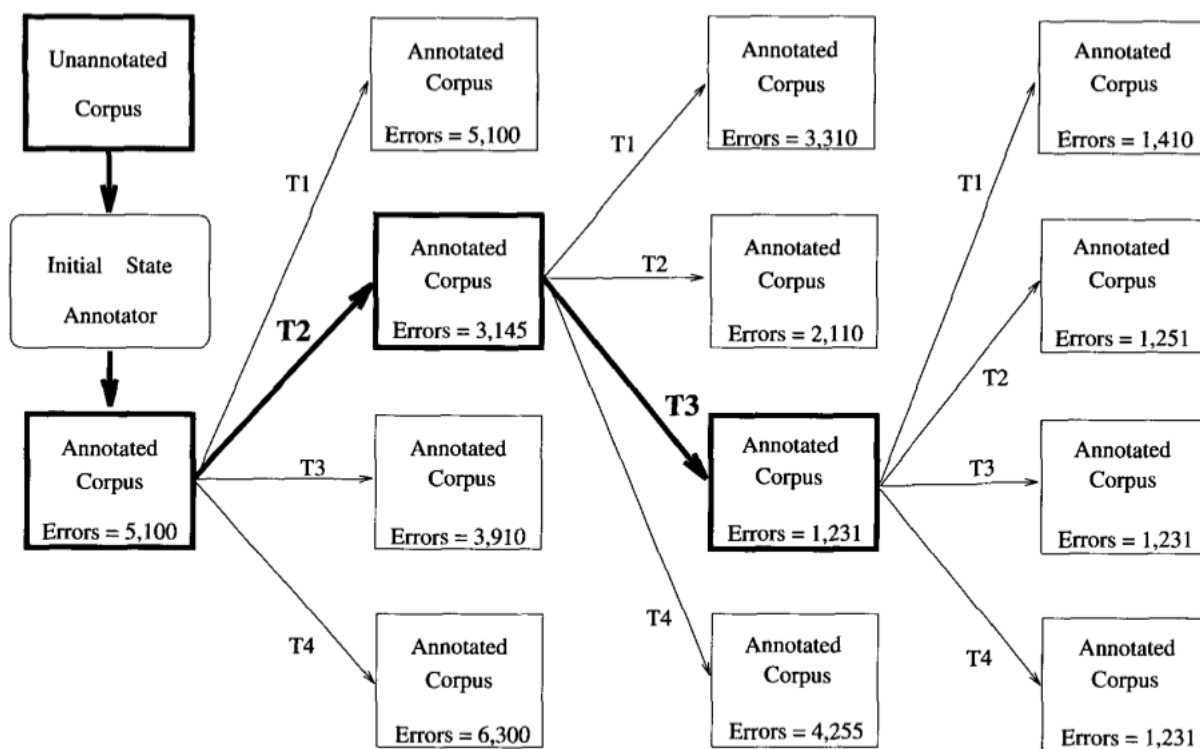 Unannotated
Corpus
Initial State
Annotator
Annotated
Corpus
Errors = 5,100
T1
T2
T3
T4
Annotated
Corpus
Errors = 5,100
Annotated
Corpus
Errors = 3,145
Annotated
Corpus
Errors = 3,910
Annotated
Corpus
Errors = 6,300
T1
T2
T3
T4
Annotated
Corpus
Errors = 3,310
Annotated
Corpus
Errors = 2,110
Annotated
Corpus
Errors = 1,231
Annotated
Corpus
Errors = 4,255
T1
T2
T3
T4
Annotated
Corpus
Errors = 1,410
Annotated
Corpus
Errors = 1,251
Annotated
Corpus
Errors = 1,231
Annotated
Corpus
Errors = 1,231